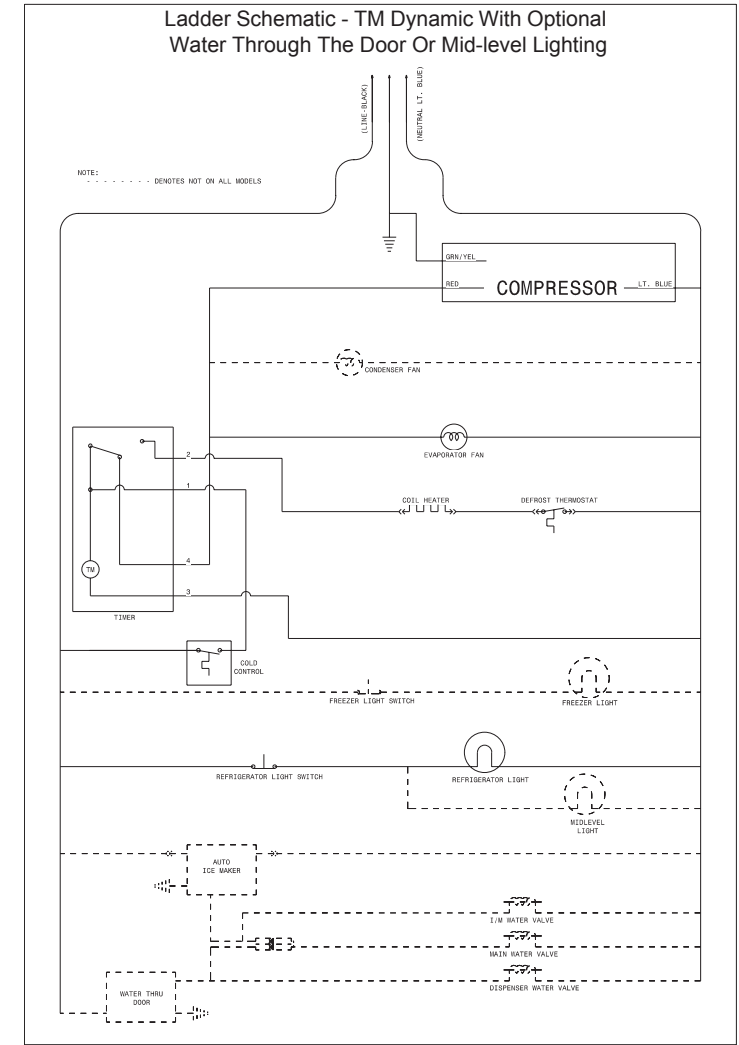 Ladder Schematic - TM Dynamic With Optional
Water Through The Door Or Mid-level Lighting
(LINE-BLACK)
(NEUTRAL LT. BLUE)
NOTE:
- - - - - - - - DENOTES NOT ON ALL MODELS
GRN/YEL
RED
COMPRESSOR
LT. BLUE
CONDENSER FAN
EVAPORATOR FAN
2
1
COIL HEATER
DEFROST THERMOSTAT
4
TM
3
TIMER
COLD
CONTROL
FREEZER LIGHT SWITCH
FREEZER LIGHT
REFRIGERATOR LIGHT SWITCH
REFRIGERATOR LIGHT
MIDLEVEL
LIGHT
AUTO
ICE MAKER
I/M WATER VALVE
MAIN WATER VALVE
WATER THRU
DOOR
DISPENSER WATER VALVE